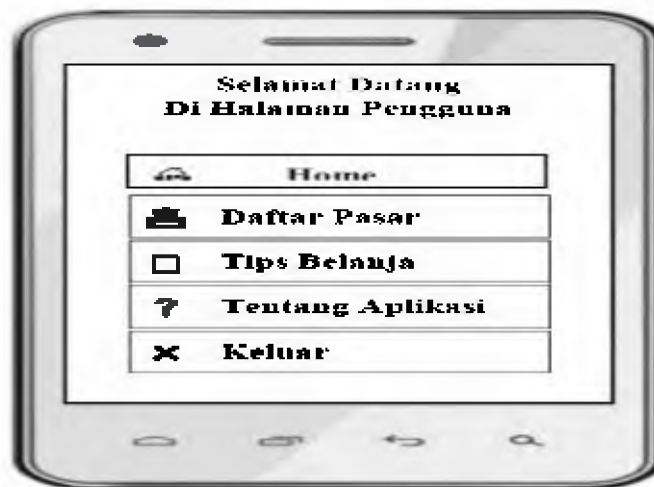 Selamat Datang
Di Halaman Pengguna
Home
Daftar Pasar
Tips Belanja
? Tentang Aplikasi
Keluar